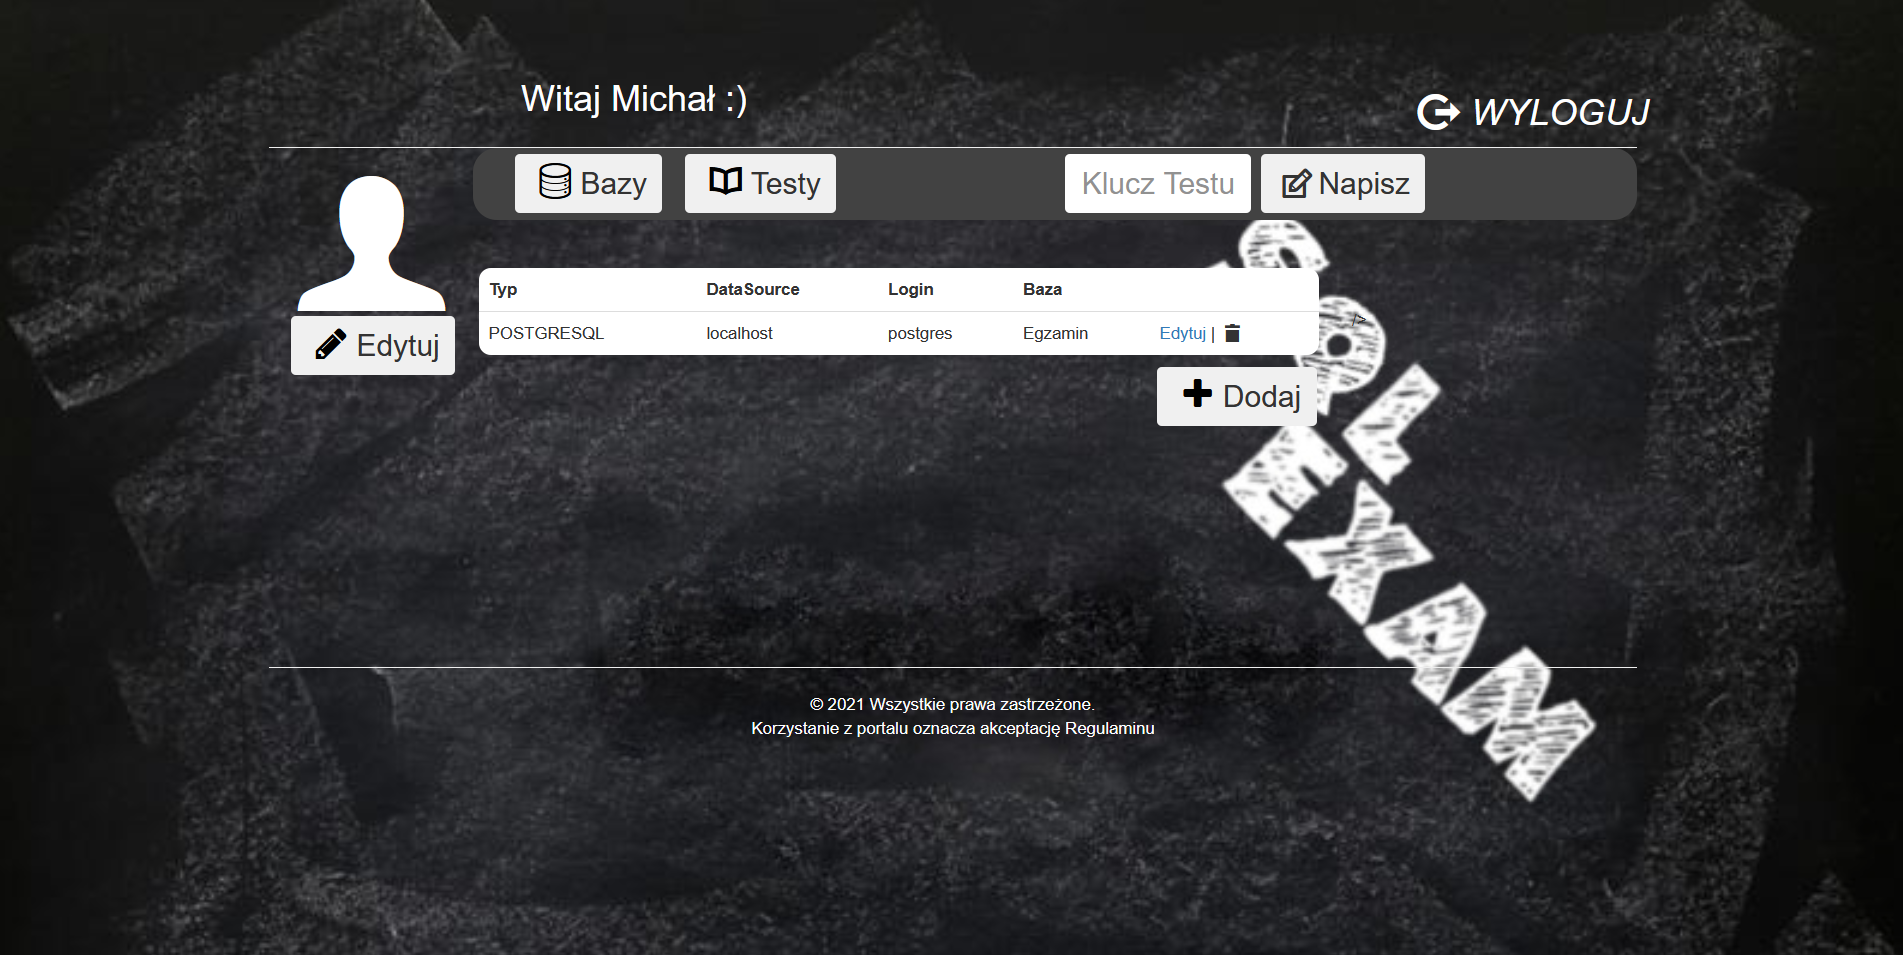 Witaj Michał :)
WYLOGUJ
Bazy
Testy
Klucz Testu
Napisz
Edytuj
Typ DataSource Login Baza
POSTGRESQL localhost postgres Egzamin Edytuj |
/>
Dodaj
SQL
EXAM
© 2021 Wszystkie prawa zastrzeżone.
Korzystanie z portalu oznacza akceptację Regulaminu